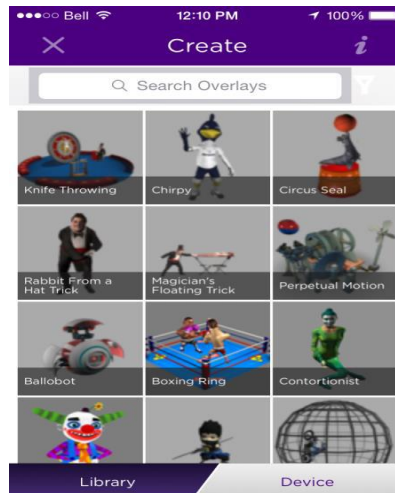 Bell 12:10 PM 100%
Create
Search Overlays
Knife Throwing Chirpy Circus Seal
Rabbit From a
Hat Trick
Magician's
Floating Trick
Perpetual Motion
Ballobot Boxing Ring Contortionist
Library Device